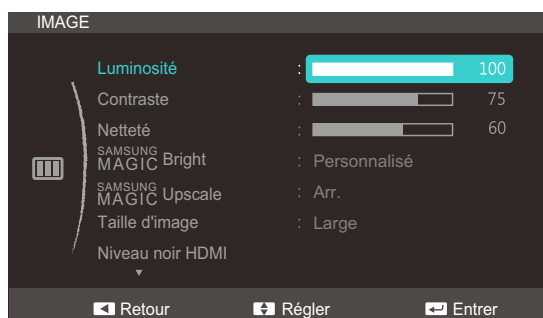 IMAGE
Luminosité : 100
Contraste : 75
Netteté : 60
SAMSUNG MAGIC Bright : Personnalisé
SAMSUNG MAGIC Upscale : Arr.
Taille d'image : Large
Niveau noir HDMI
Retour Régler Entrer